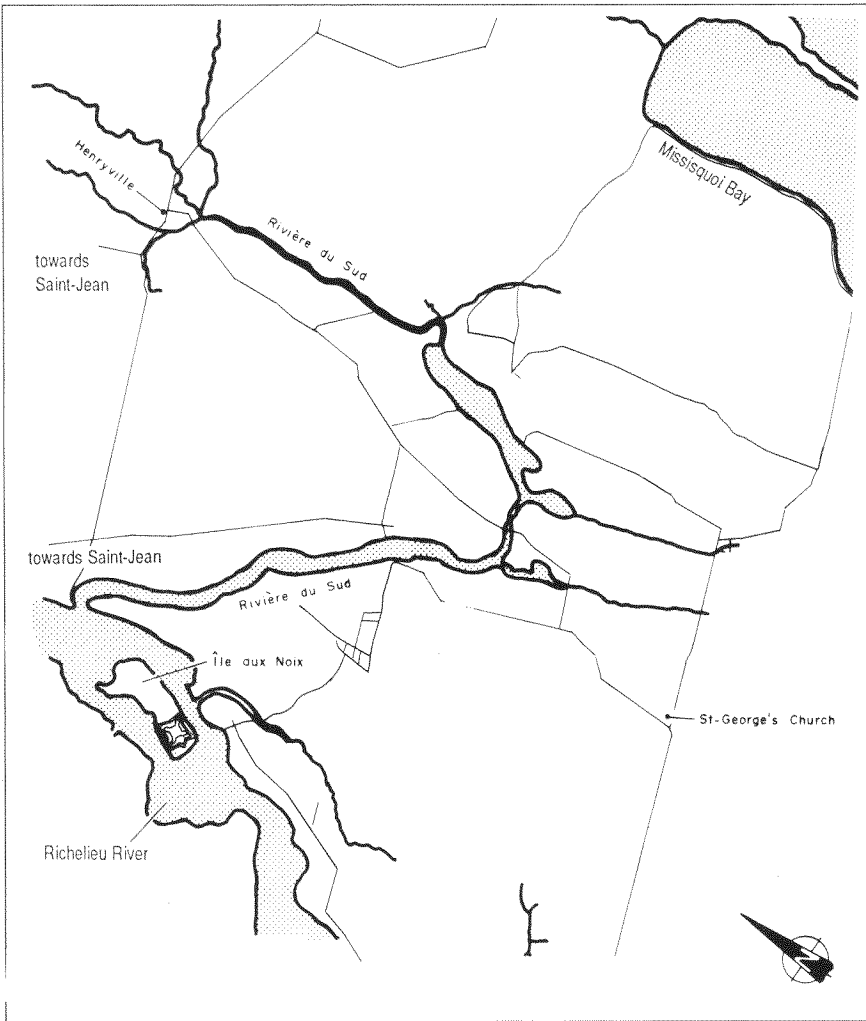 Missisquoi Bay
Henryville
Rivière du Sud
towards
Saint-Jean
towards Saint-Jean
Rivière du Sud
Île aux Noix
St-George's Church
Richelieu River
N